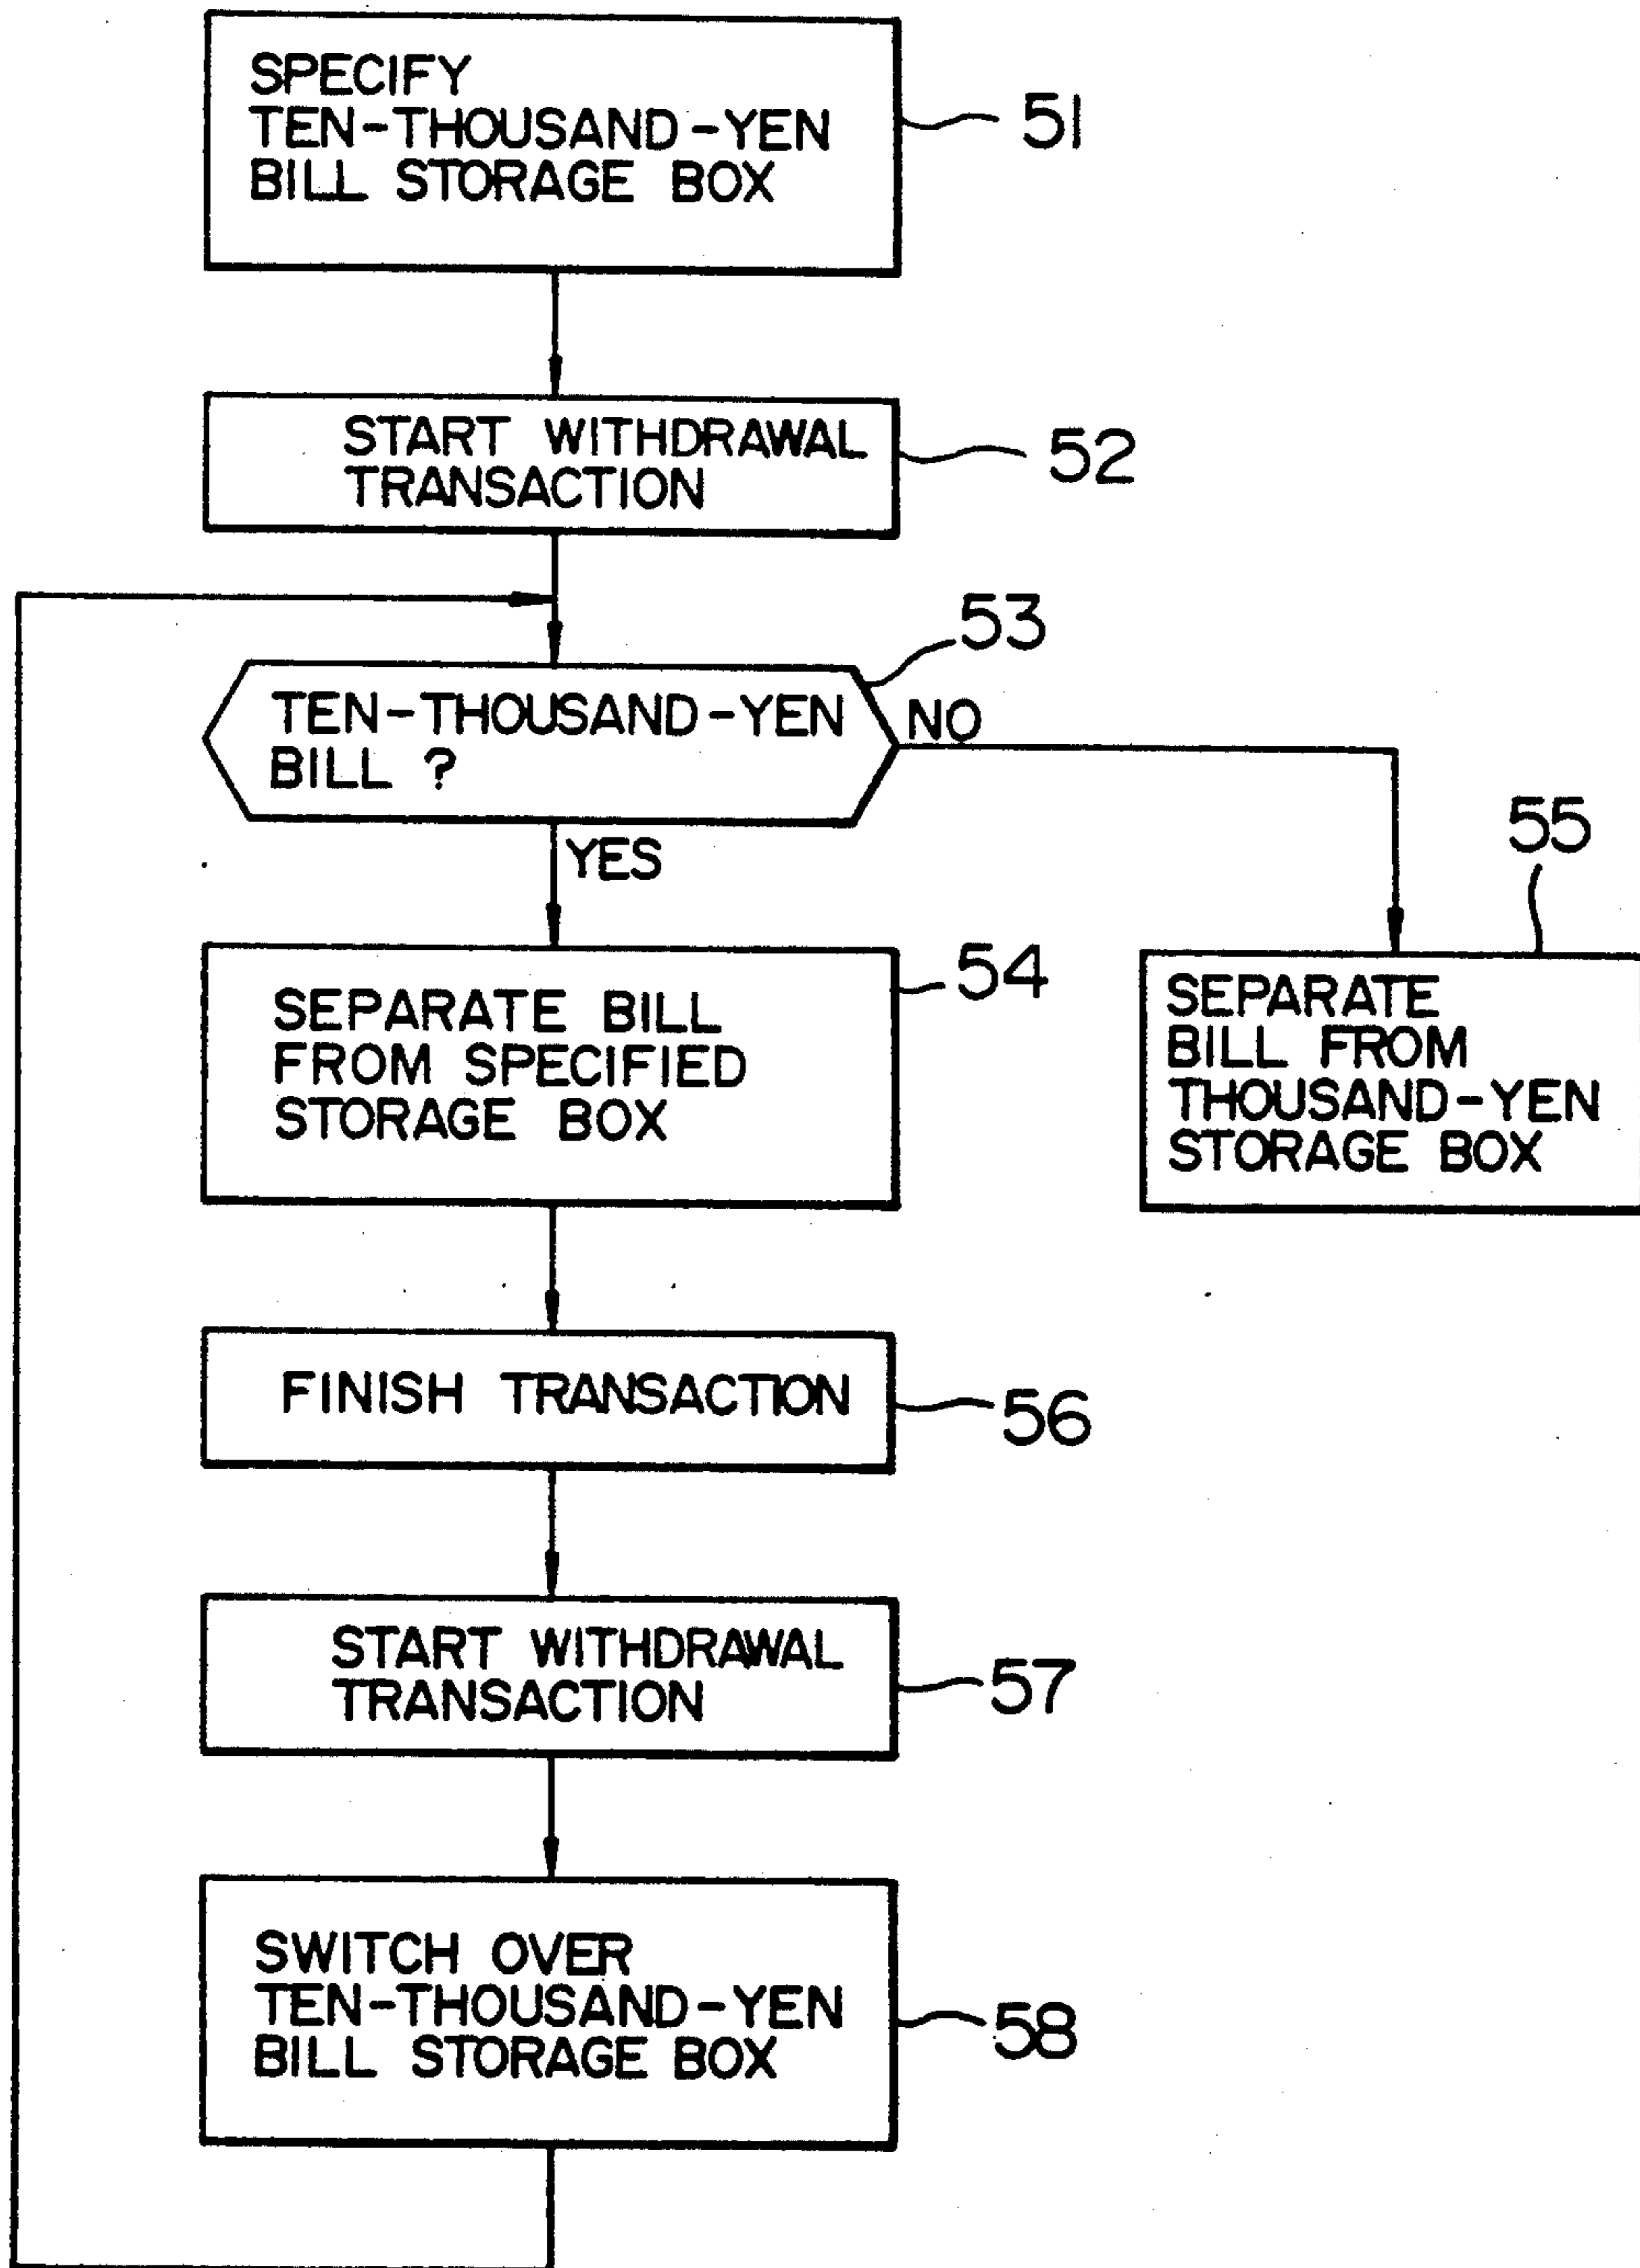 SPECIFY
TEN-THOUSAND-YEN
BILL STORAGE BOX
51
START WITHDRAWAL
TRANSACTION
52
53
TEN-THOUSAND-YEN
BILL ?
NO
YES
54
SEPARATE BILL
FROM SPECIFIED
STORAGE BOX
55
SEPARATE
BILL FROM
THOUSAND-YEN
STORAGE BOX
FINISH TRANSACTION
56
START WITHDRAWAL
TRANSACTION
57
SWITCH OVER
TEN-THOUSAND-YEN
BILL STORAGE BOX
58